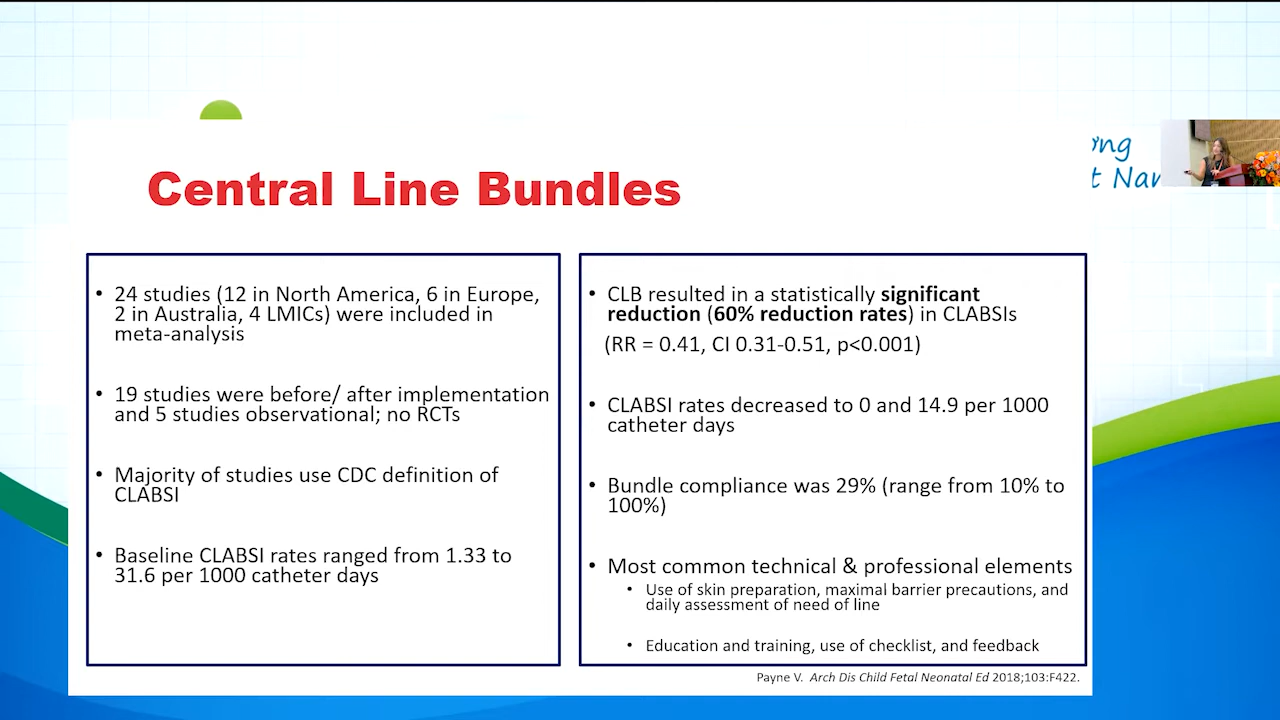 ơng
t Nam
Central Line Bundles
• 24 studies (12 in North America, 6 in Europe,
2 in Australia, 4 LMICs) were included in
meta-analysis
• 19 studies were before/ after implementation
and 5 studies observational; no RCTs
• Majority of studies use CDC definition of
CLABSI
• Baseline CLABSI rates ranged from 1.33 to
31.6 per 1000 catheter days
• CLB resulted in a statistically significant
reduction (60% reduction rates) in CLABSIs
(RR = 0.41, CI 0.31-0.51, p<0.001)
• CLABSI rates decreased to 0 and 14.9 per 1000
catheter days
• Bundle compliance was 29% (range from 10% to
100%)
• Most common technical & professional elements
• Use of skin preparation, maximal barrier precautions, and
daily assessment of need of line
• Education and training, use of checklist, and feedback
Payne V. Arch Dis Child Fetal Neonatal Ed 2018;103:F422.